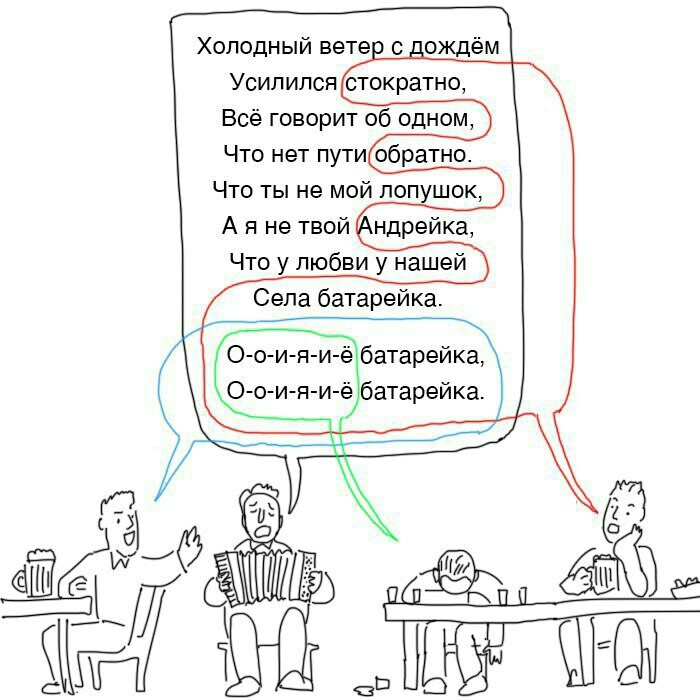 Холодный ветер с дождём
Усилился стократно,
Всё говорит об одном,
Что нет пути обратно.
Что ты не мой лопушок,
А я не твой Андрейка,
Что у любви у нашей
Села батарейка.
О-о-и-я-и-ё батарейка,
О-о-и-я-и-ё батарейка.